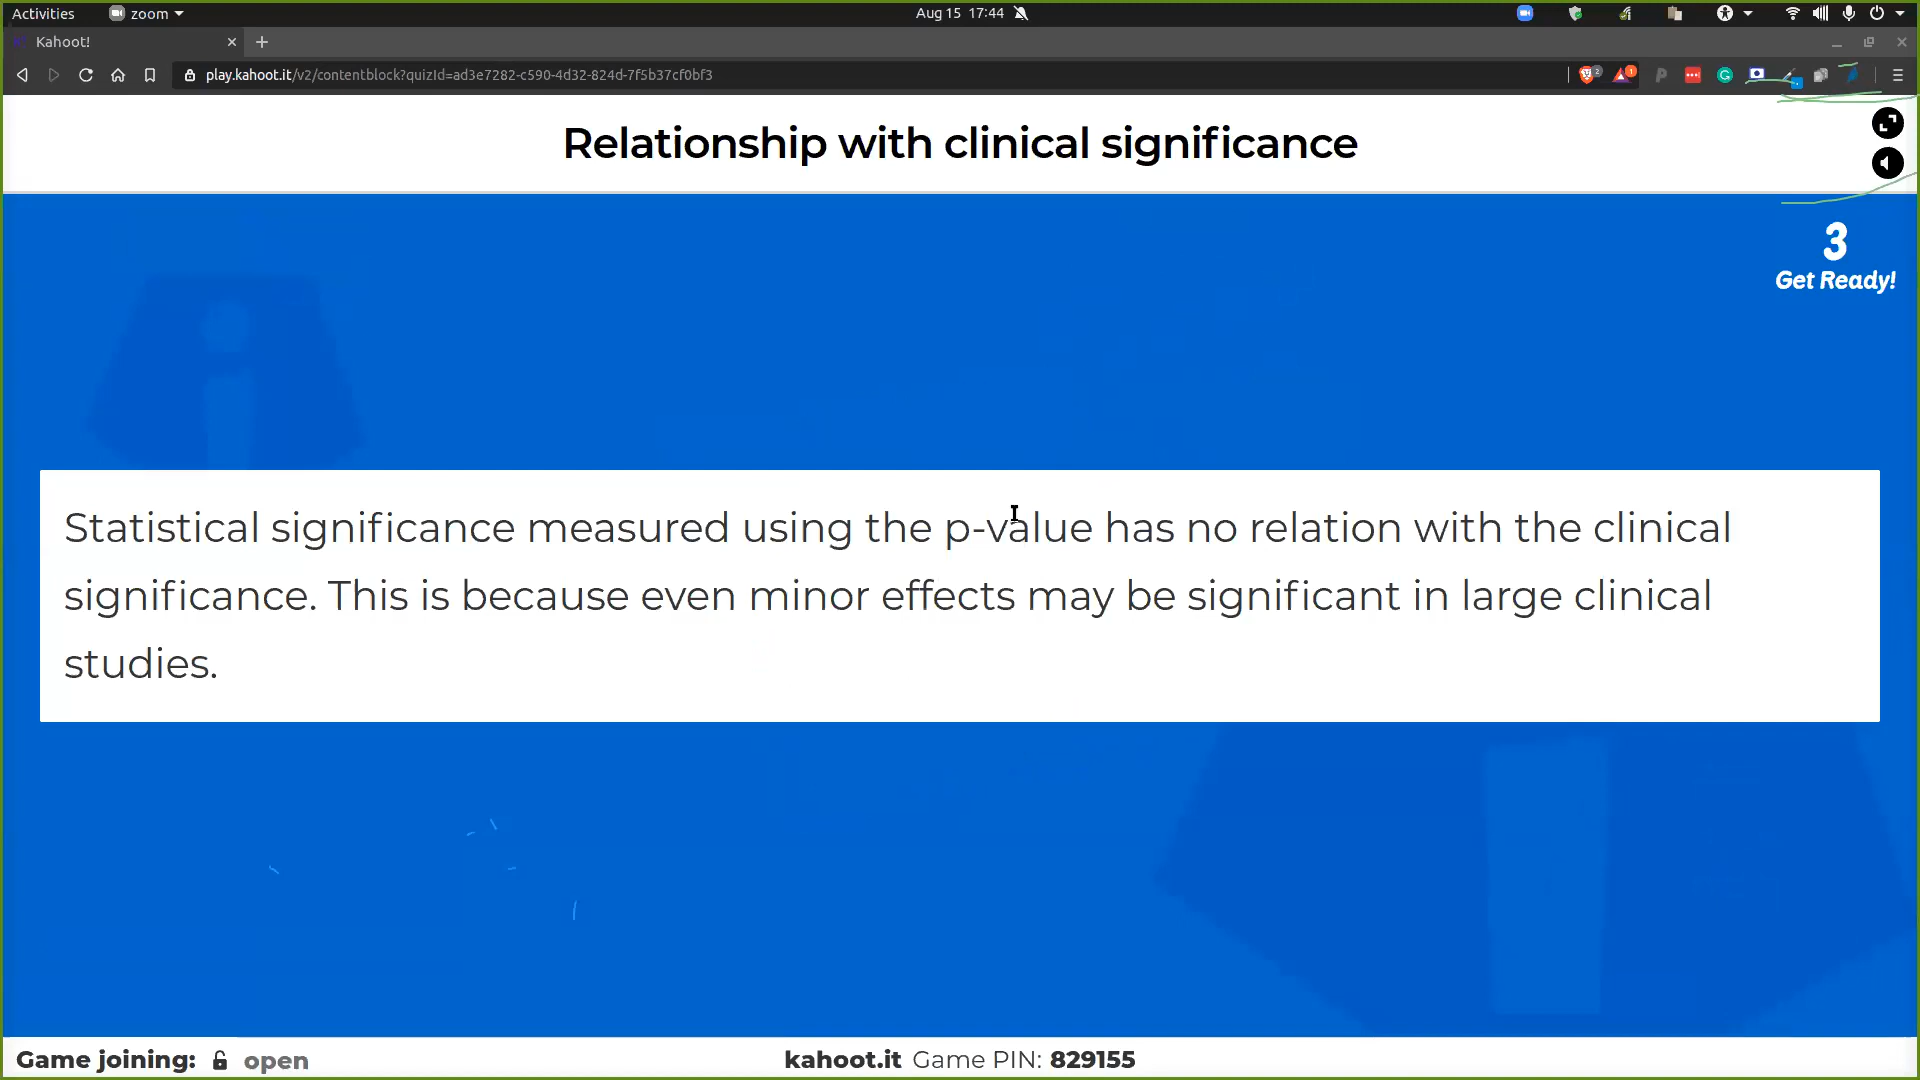 Activities zoom Aug 15 17:44
Kahoot!
play.kahoot.it/v2/contentblock?quizId=ad3e7282-c590-4d32-824d-7f5b37cf0bf3
Relationship with clinical significance
3
Get Ready!
Statistical significance measured using the p-value has no relation with the clinical
significance. This is because even minor effects may be significant in large clinical
studies.
Game joining: open kahoot.it Game PIN: 829155